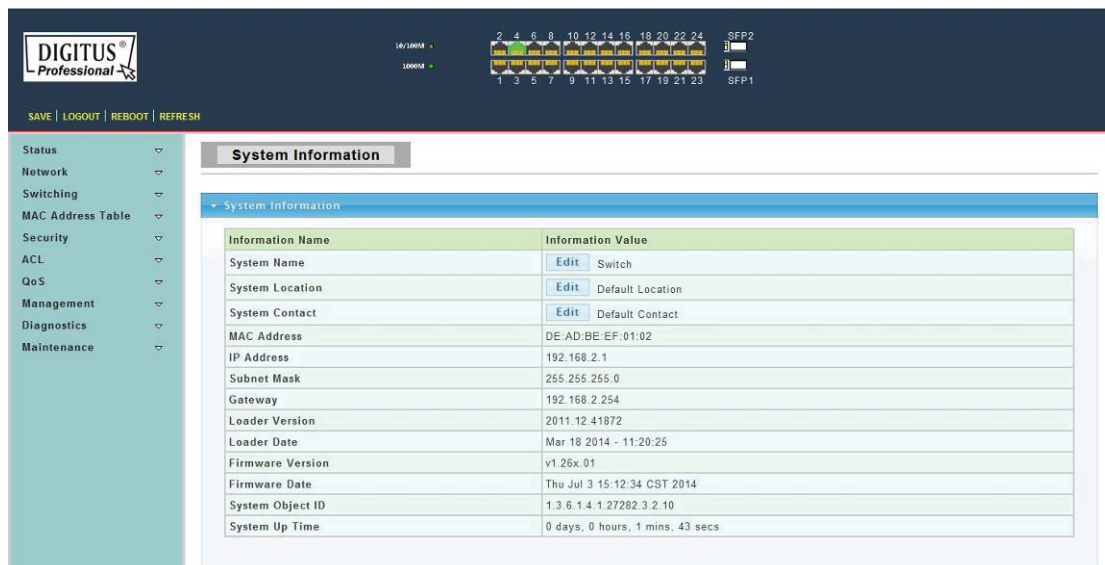 DIGITUS®
Professional
10/100M
1000M
2 4 6 8 10 12 14 16 18 20 22 24 SFP2
1 3 5 7 9 11 13 15 17 19 21 23 SFP1
SAVE | LOGOUT | REBOOT | REFRESH
Status
Network
Switching
MAC Address Table
Security
ACL
QoS
Management
Diagnostics
Maintenance
System Information
System Information
Information Name Information Value
System Name Edit Switch
System Location Edit Default Location
System Contact Edit Default Contact
MAC Address DE:AD:BE:EF:01:02
IP Address 192.168.2.1
Subnet Mask 255.255.255.0
Gateway 192.168.2.254
Loader Version 2011.12.41872
Loader Date Mar 18 2014 - 11:20:25
Firmware Version v1.26x.01
Firmware Date Thu Jul 3 15:12:34 CST 2014
System Object ID 1.3.6.1.4.1.27282.3.2.10
System Up Time 0 days, 0 hours, 1 mins, 43 secs